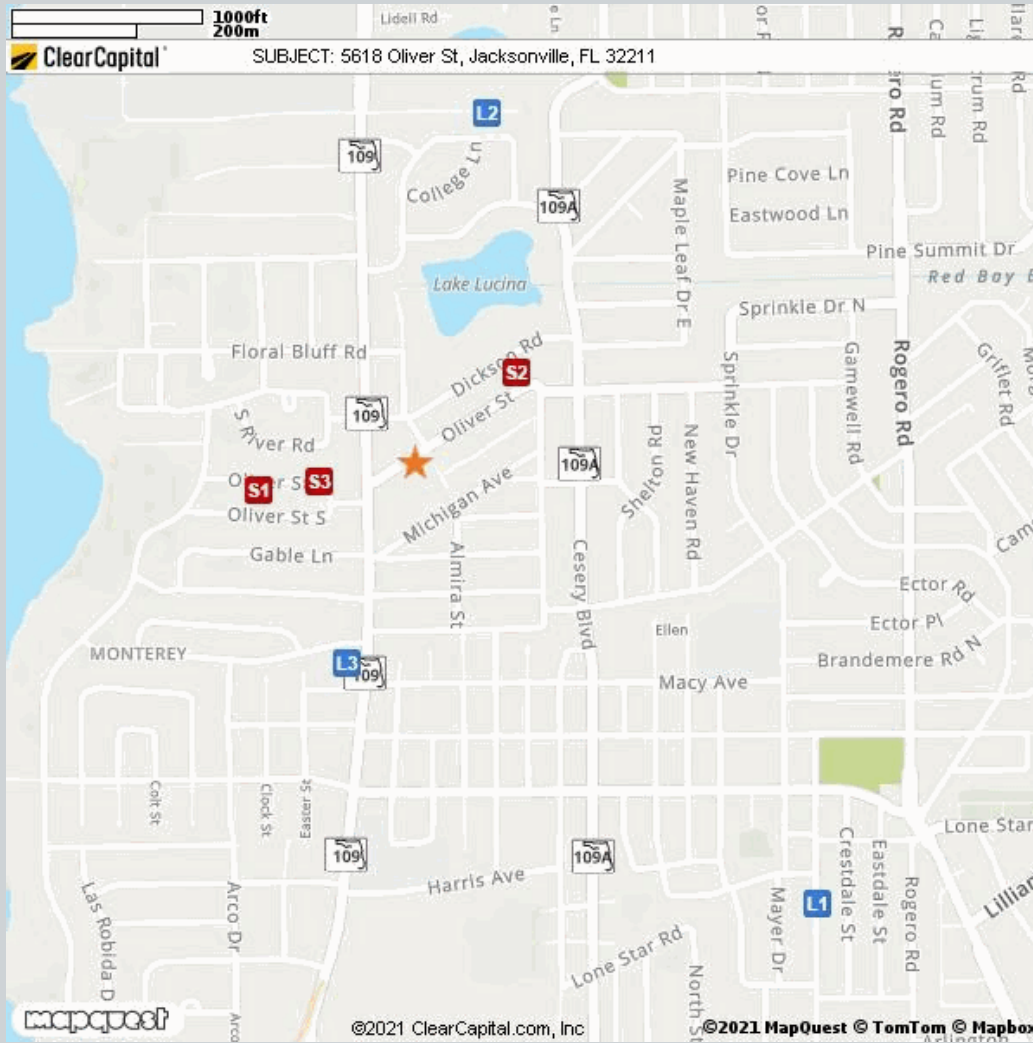 1000ft
200m
Lidell Rd
ClearCapital
SUBJECT: 5618 Oliver St, Jacksonville, FL 32211
L2
109
College Ln
109A
Pine Cove Ln
Eastwood Ln
Maple Leaf Dr E
Pine Summit Dr
Red Bay
Lake Lucina
Sprinkle Dr N
Floral Bluff Rd
Dickson Rd
S2
Rogero Rd
Gamewell Rd
Griflet Rd
Sprinkle Dr
109
Oliver St
S River Rd
109A
Shelton Rd
New Haven Rd
S1
S3
Oliver St S
Michigan Ave
Gable Ln
Almira St
Cesery Blvd
Ector Rd
Ector Pl
Ellen
MONTEREY
Brandemere Rd N
L3
109
Macy Ave
Colt St
Clock St
Easter St
Lone Star
109
109A
Harris Ave
Crestdale St
Eastdale St
Rogero Rd
Lillian
L1
Las Robida D
Arco Dr
Mayer Dr
Lone Star Rd
North St
Arco
mapquest
©2021 ClearCapital.com, Inc
©2021 MapQuest © TomTom © Mapbox
Arlington